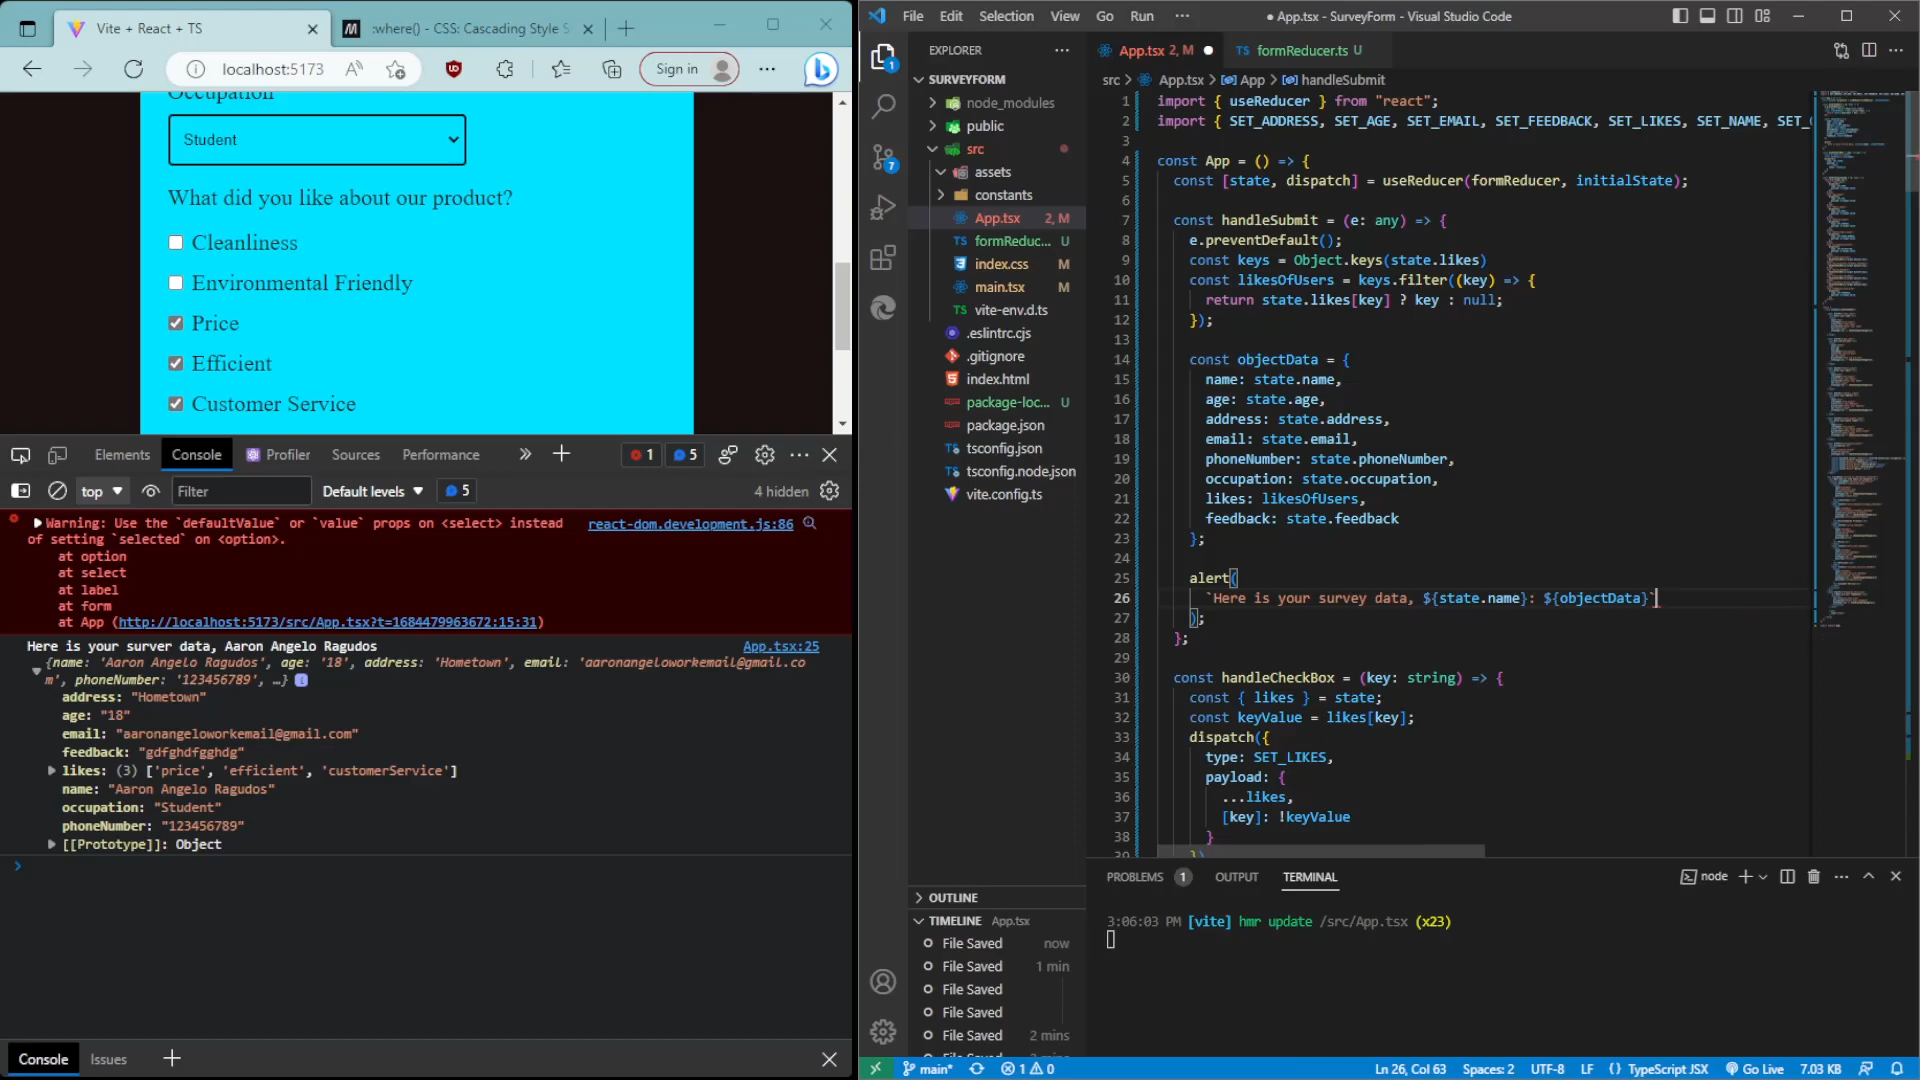 Vite + React + TS
:where() - CSS: Cascading Style S
localhost:5173
Sign in
Occupation
Student
What did you like about our product?
Cleanliness
Environmental Friendly
Price
Efficient
Customer Service
Elements
Console
Profiler
Sources
Performance
1
5
top
Filter
Default levels
5
4 hidden
Warning: Use the `defaultValue` or `value` props on <select> instead
of setting `selected` on <option>.
react-dom.development.js:86
at option
at select
at label
at form
at App (http://localhost:5173/src/App.tsx?t=1684479963672:15:31)
Here is your surver data, Aaron Angelo Ragudos
App.tsx:25
{name: 'Aaron Angelo Ragudos', age: '18', address: 'Hometown', email: 'aaronangeloworkemail@gmail.co
m', phoneNumber: '123456789', …}
address: "Hometown"
age: "18"
email: "aaronangeloworkemail@gmail.com"
feedback: "gdfghdfgghdg"
likes: (3) ['price', 'efficient', 'customerService']
name: "Aaron Angelo Ragudos"
occupation: "Student"
phoneNumber: "123456789"
[[Prototype]]: Object
Console
Issues
File Edit Selection View Go Run ···
● App.tsx - SurveyForm - Visual Studio Code
EXPLORER
SURVEYFORM
node_modules
public
src
assets
constants
App.tsx 2, M
formReduc... U
index.css M
main.tsx M
vite-env.d.ts
.eslintrc.cjs
.gitignore
index.html
package-loc... U
package.json
tsconfig.json
tsconfig.node.json
vite.config.ts
OUTLINE
TIMELINE App.tsx
File Saved now
File Saved 1 min
File Saved
File Saved
File Saved 2 mins
1
7
App.tsx 2, M
formReducer.ts U
src > App.tsx > App > handleSubmit
1 import { useReducer } from "react";
2 import { SET_ADDRESS, SET_AGE, SET_EMAIL, SET_FEEDBACK, SET_LIKES, SET_NAME, SET_
3
4 const App = () => {
5 const [state, dispatch] = useReducer(formReducer, initialState);
6
7 const handleSubmit = (e: any) => {
8 e.preventDefault();
9 const keys = Object.keys(state.likes)
10 const likesOfUsers = keys.filter((key) => {
11 return state.likes[key] ? key : null;
12 });
13
14 const objectData = {
15 name: state.name,
16 age: state.age,
17 address: state.address,
18 email: state.email,
19 phoneNumber: state.phoneNumber,
20 occupation: state.occupation,
21 likes: likesOfUsers,
22 feedback: state.feedback
23 };
24
25 alert(
26 `Here is your survey data, ${state.name}: ${objectData}`
27 );
28 };
29
30 const handleCheckBox = (key: string) => {
31 const { likes } = state;
32 const keyValue = likes[key];
33 dispatch({
34 type: SET_LIKES,
35 payload: {
36 ...likes,
37 [key]: !keyValue
38 }
39 })
PROBLEMS 1
OUTPUT
TERMINAL
node
3:06:03 PM [vite] hmr update /src/App.tsx (x23)
main*
1 0
Ln 26, Col 63
Spaces: 2
UTF-8
LF
{} TypeScript JSX
Go Live
7.03 KB